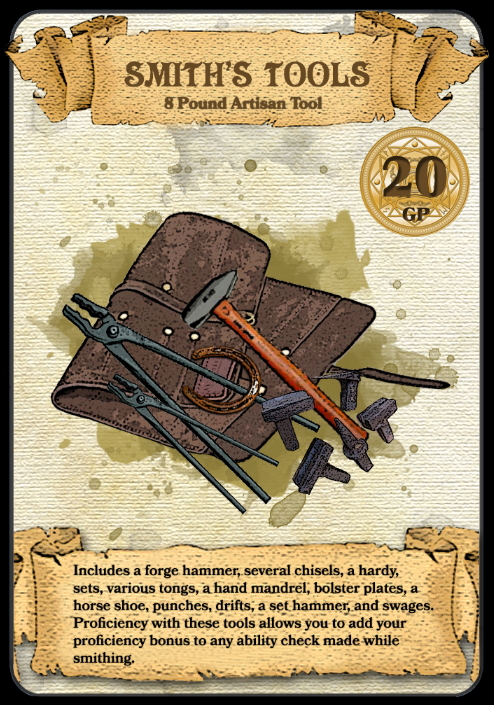 SMITH'S TOOLS
8 Pound Artisan Tool
20
GP
Includes a forge hammer, several chisels, a hardy,
sets, various tongs, a hand mandrel, bolster plates, a
horse shoe, punches, drifts, a set hammer, and swages.
Proficiency with these tools allows you to add your
proficiency bonus to any ability check made while
smithing.